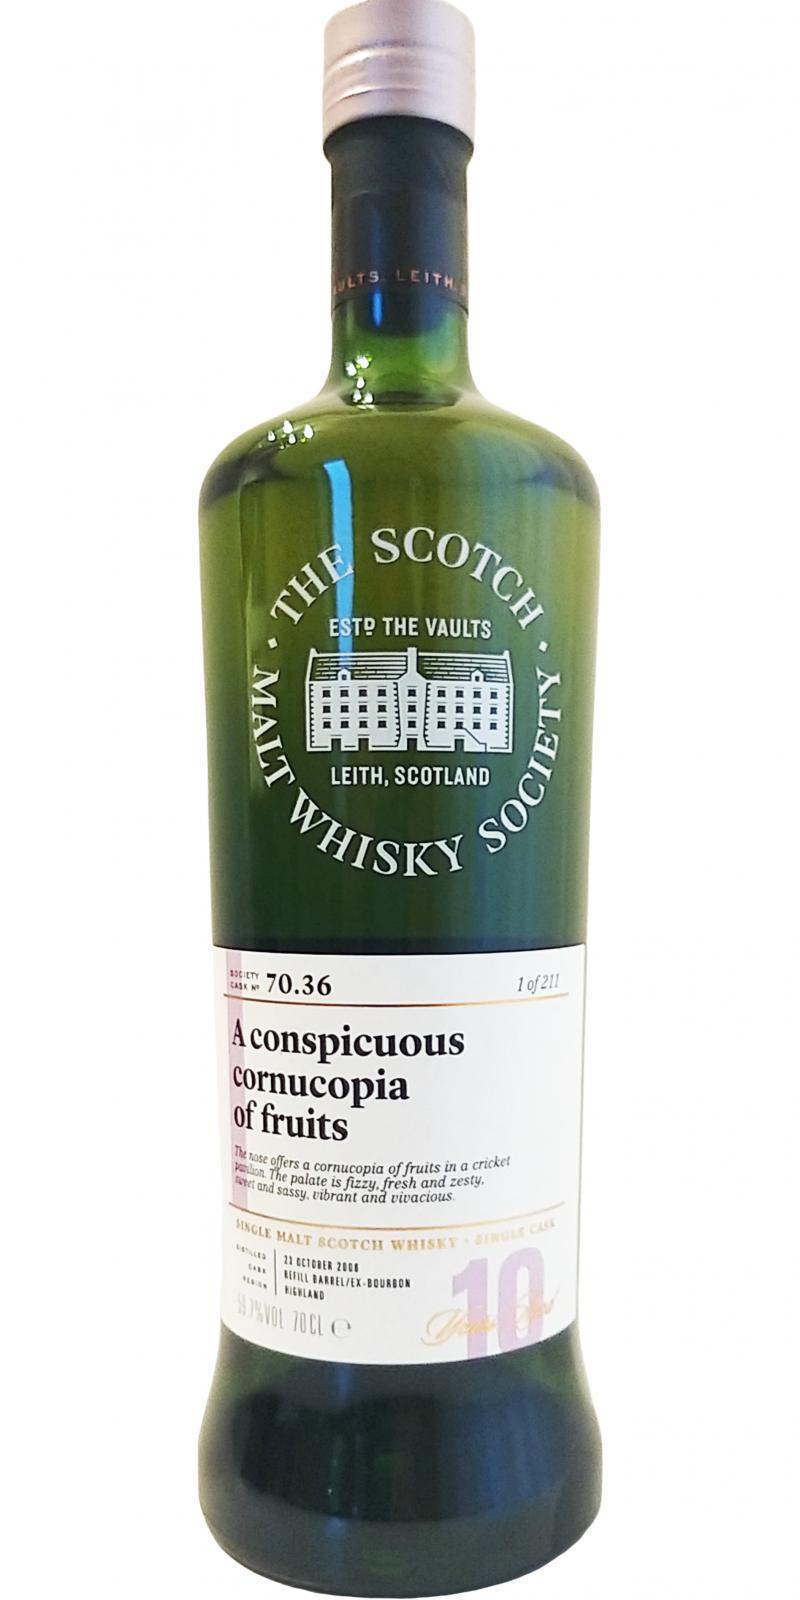 ULTS. LEITH.
THE SCOTCH
MALT WHISKY SOCIETY
ESTD THE VAULTS
LEITH, SCOTLAND
SOCIETY
CASK Nº 70.36 1 of 211
A conspicuous
cornucopia
of fruits
The nose offers a cornucopia of fruits in a cricket
pavilion. The palate is fizzy, fresh and zesty,
sweet and sassy, vibrant and vivacious.
SINGLE MALT SCOTCH WHISKY • SINGLE CASK
DISTILLED 23 OCTOBER 2008
CASK REFILL BARREL/EX-BOURBON
REGION HIGHLAND
59.7%VOL 70CL ℮
10
Years Old